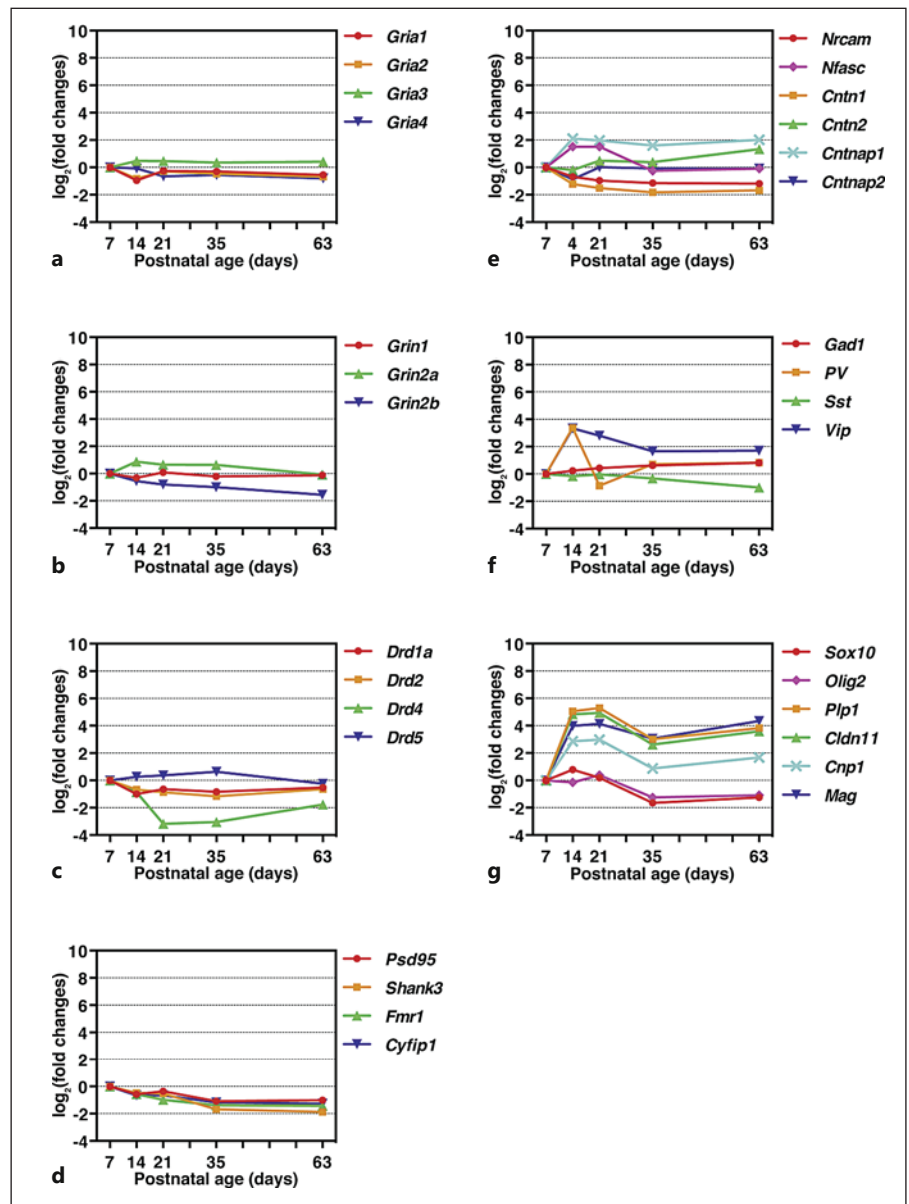 10
8
6
4
2
0
-2
-4
log2(fold changes)
7 14 21 35 63
Postnatal age (days)
a
Gria1
Gria2
Gria3
Gria4
10
8
6
4
2
0
-2
-4
log2(fold changes)
7 14 21 35 63
Postnatal age (days)
b
Grin1
Grin2a
Grin2b
10
8
6
4
2
0
-2
-4
log2(fold changes)
7 14 21 35 63
Postnatal age (days)
c
Drd1a
Drd2
Drd4
Drd5
10
8
6
4
2
0
-2
-4
log2(fold changes)
7 14 21 35 63
Postnatal age (days)
d
Psd95
Shank3
Fmr1
Cyfip1
10
8
6
4
2
0
-2
-4
log2(fold changes)
7 4 21 35 63
Postnatal age (days)
e
Nrcam
Nfasc
Cntn1
Cntn2
Cntnap1
Cntnap2
10
8
6
4
2
0
-2
-4
log2(fold changes)
7 14 21 35 63
Postnatal age (days)
f
Gad1
PV
Sst
Vip
10
8
6
4
2
0
-2
-4
log2(fold changes)
7 14 21 35 63
Postnatal age (days)
g
Sox10
Olig2
Plp1
Cldn11
Cnp1
Mag